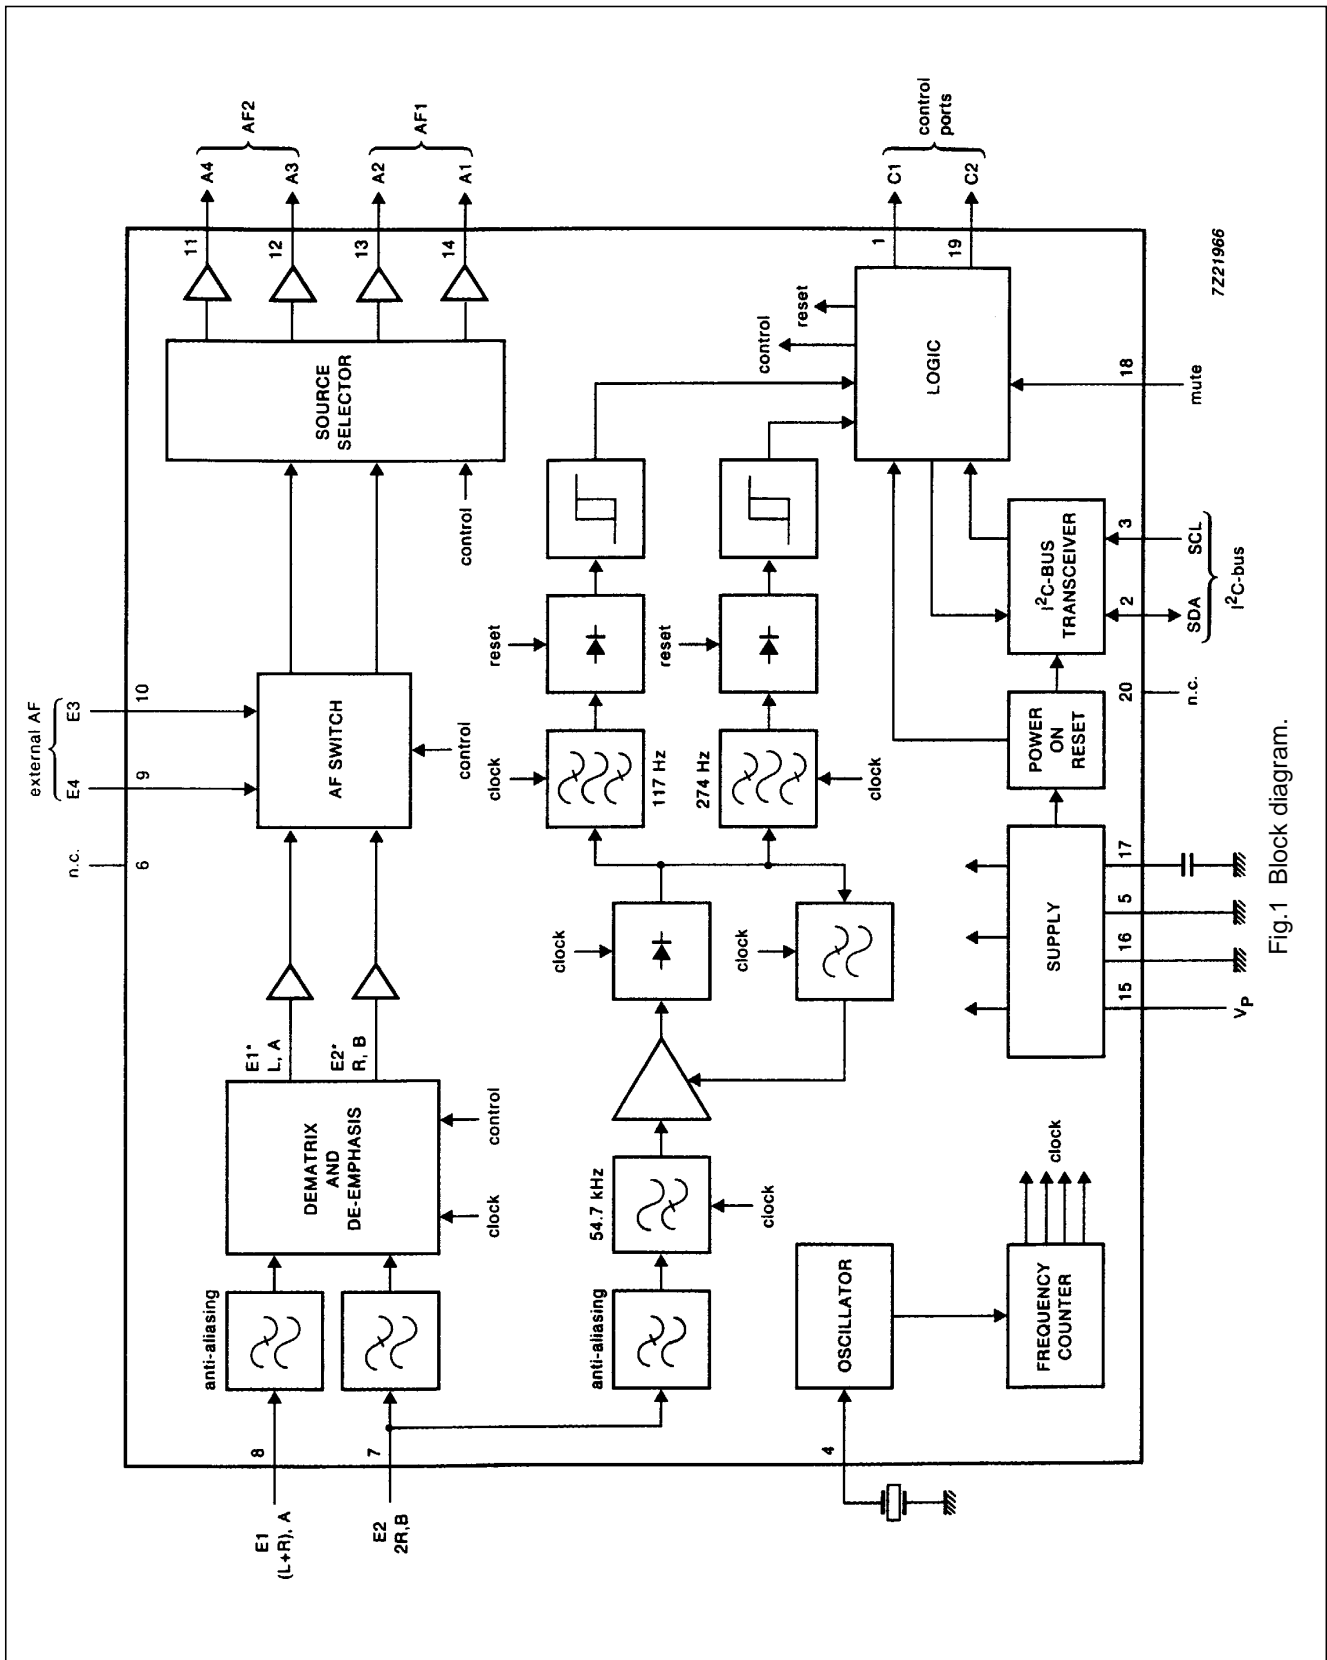 E1
(L+R), A
8
anti-aliasing
E2
2R,B
7
DEMATRIX
AND
DE-EMPHASIS
clock
control
E1*
L, A
E2*
R, B
n.c.
6
external AF
E4
E3
9
10
AF SWITCH
control
SOURCE
SELECTOR
control
11
12
13
14
A4
A3
A2
A1
AF2
AF1
anti-aliasing
54.7 kHz
clock
clock
clock
clock
117 Hz
274 Hz
clock
reset
reset
control
reset
LOGIC
1
19
C1
C2
control
ports
18
mute
4
OSCILLATOR
FREQUENCY
COUNTER
clock
SUPPLY
15
16
5
17
VP
POWER
ON
RESET
20
n.c.
I2C-BUS
TRANSCEIVER
2
3
SDA
SCL
I2C-bus
7Z21966
Fig.1 Block diagram.